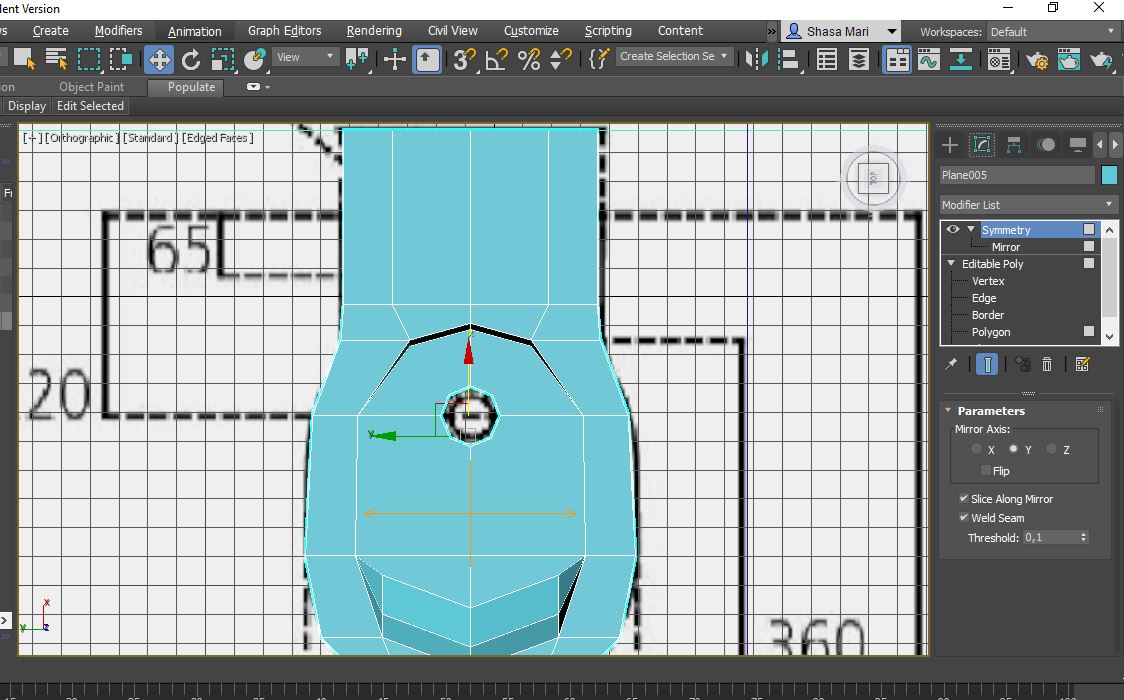 lent Version
s Create Modifiers Animation Graph Editors Rendering Civil View Customize Scripting Content » Shasa Mari Workspaces: Default
View Create Selection Se
on Object Paint Populate
Display Edit Selected
[+] [Orthographic] [Standard] [Edged Faces]
TOP
Plane005
Modifier List
Symmetry
Mirror
Editable Poly
Vertex
Edge
Border
Polygon
65
20
360
x
y
x
y
z
Parameters
Mirror Axis:
X Y Z
Flip
Slice Along Mirror
Weld Seam
Threshold: 0,1
Fr